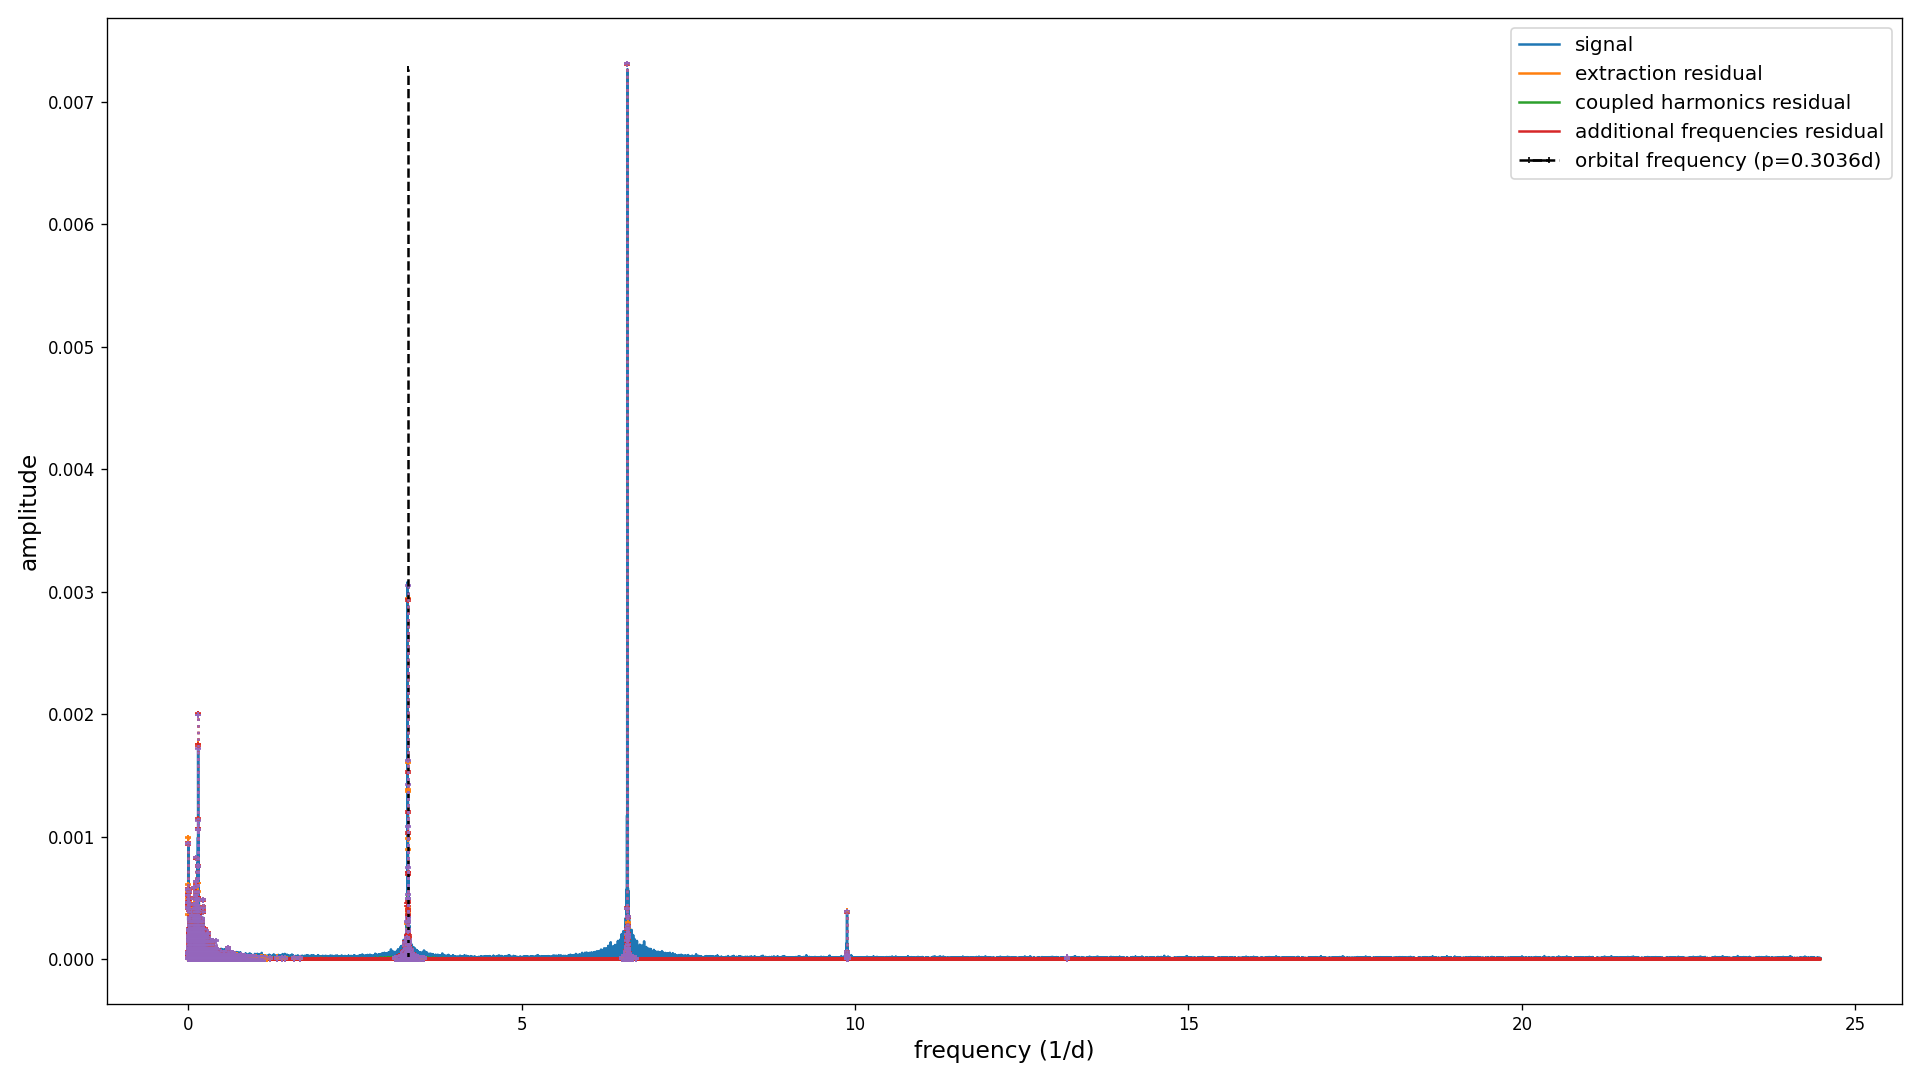 signal
extraction residual
coupled harmonics residual
additional frequencies residual
orbital frequency (p=0.3036d)
amplitude
0.007
0.006
0.005
0.004
0.003
0.002
0.001
0.000
0 5 10 15 20 25
frequency (1/d)